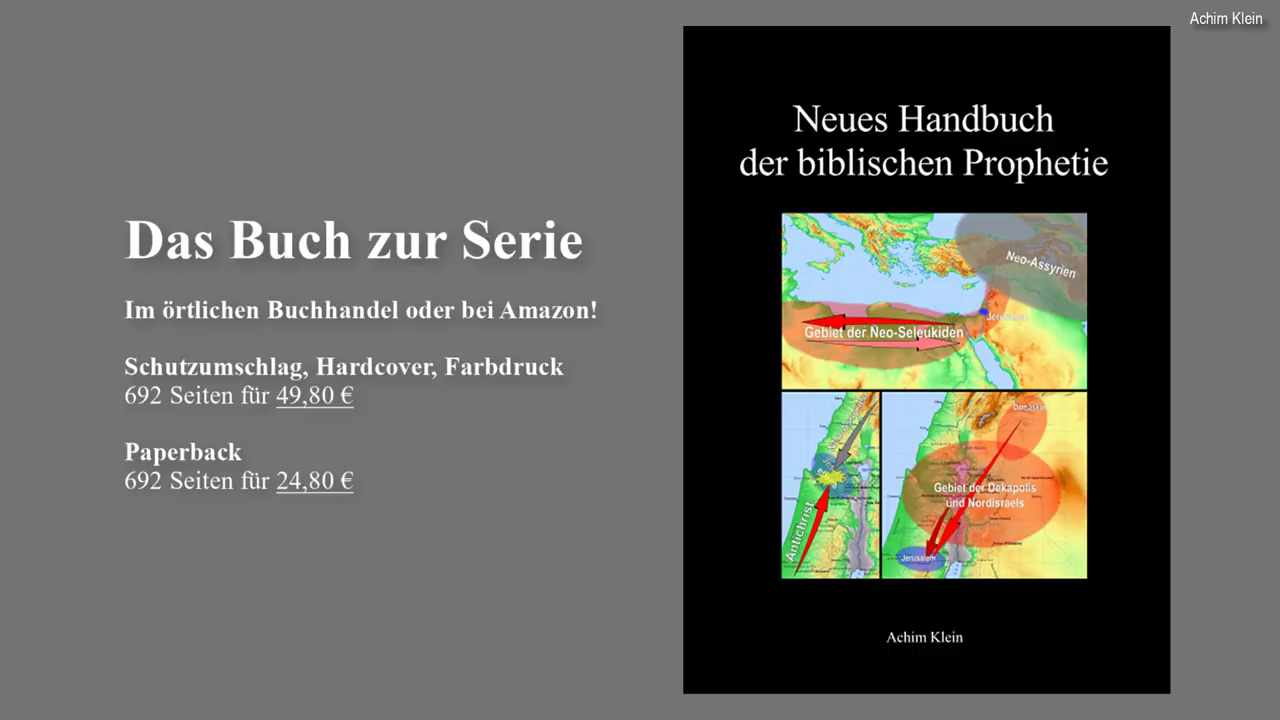 Achim Klein
Das Buch zur Serie
Im örtlichen Buchhandel oder bei Amazon!
Schutzumschlag, Hardcover, Farbdruck
692 Seiten für 49,80 €
Paperback
692 Seiten für 24,80 €
Neues Handbuch
der biblischen Prophetie
Neo-Assyrien
Jerusalem
Gebiet der Neo-Seleukiden
Antichrist
Damaskus
Gebiet der Dekapolis
und Nordisraels
Jerusalem
Achim Klein